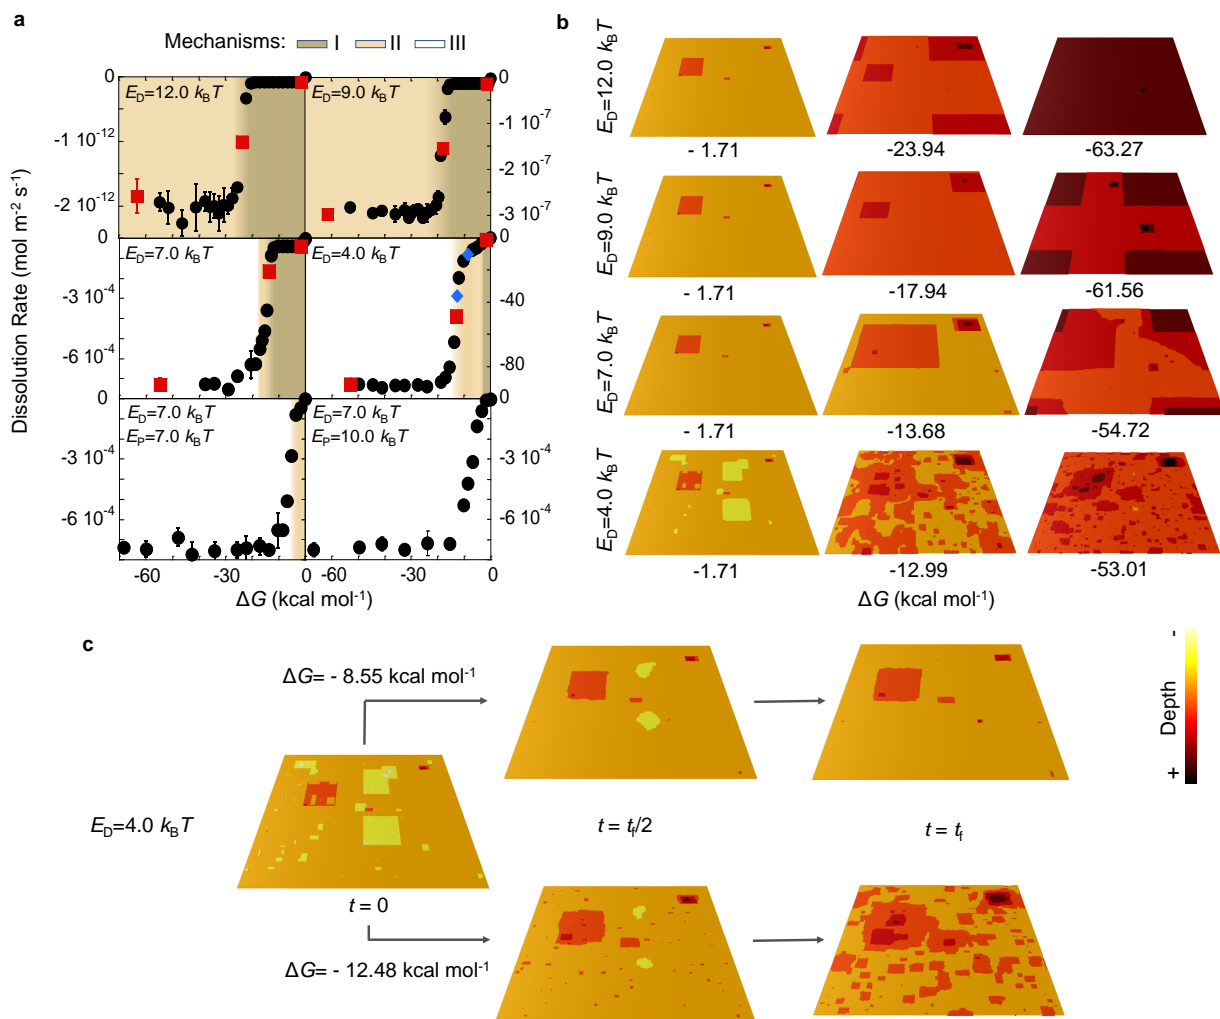 a
Mechanisms: I II III
Dissolution Rate (mol m⁻² s⁻¹)
E_D=12.0 k_BT
E_D=9.0 k_BT
0
-1 10⁻¹²
-2 10⁻¹²
0
-1 10⁻⁷
-2 10⁻⁷
-3 10⁻⁷
E_D=7.0 k_BT
E_D=4.0 k_BT
0
-3 10⁻⁴
-6 10⁻⁴
0
-40
-80
E_D=7.0 k_BT
E_P=7.0 k_BT
E_D=7.0 k_BT
E_P=10.0 k_BT
0
-3 10⁻⁴
-6 10⁻⁴
0
-3 10⁻⁴
-6 10⁻⁴
-60 -30 0 -60 -30 0
ΔG (kcal mol⁻¹)
b
E_D=12.0 k_BT
- 1.71 -23.94 -63.27
E_D=9.0 k_BT
- 1.71 -17.94 -61.56
E_D=7.0 k_BT
- 1.71 -13.68 -54.72
E_D=4.0 k_BT
-1.71 -12.99 -53.01
ΔG (kcal mol⁻¹)
c
ΔG= - 8.55 kcal mol⁻¹
E_D=4.0 k_BT
t = 0
t = t_f/2
t = t_f
ΔG= - 12.48 kcal mol⁻¹
-
Depth
+